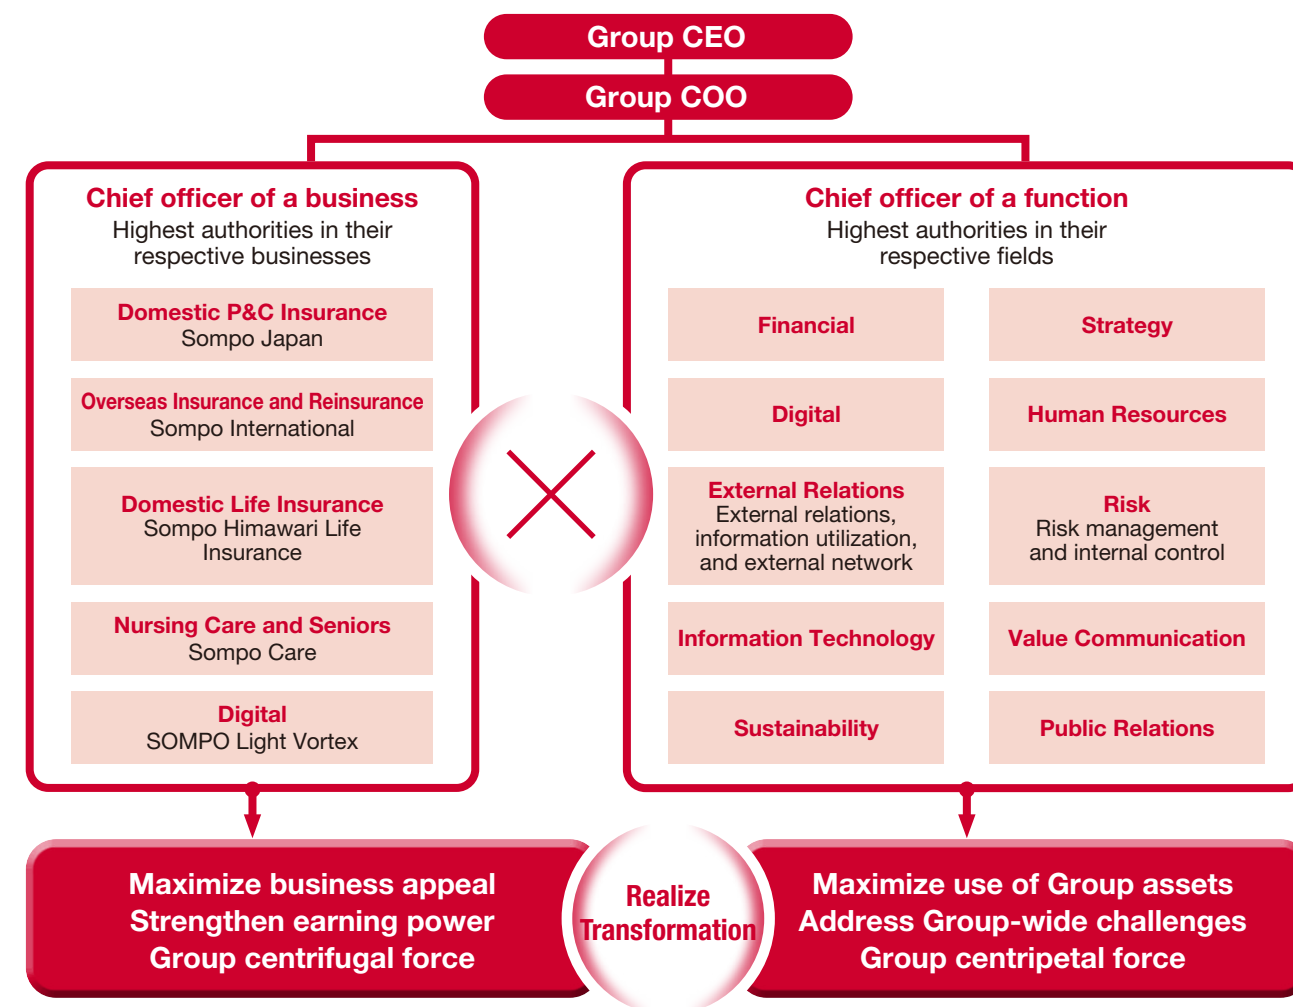 Group CEO
Group COO
Chief officer of a business
Highest authorities in their
respective businesses
Domestic P&C Insurance
Sompo Japan
Overseas Insurance and Reinsurance
Sompo International
Domestic Life Insurance
Sompo Himawari Life
Insurance
Nursing Care and Seniors
Sompo Care
Digital
SOMPO Light Vortex
Chief officer of a function
Highest authorities in their
respective fields
Financial
Strategy
Digital
Human Resources
External Relations
External relations,
information utilization,
and external network
Risk
Risk management
and internal control
Information Technology
Value Communication
Sustainability
Public Relations
Maximize business appeal
Strengthen earning power
Group centrifugal force
Realize
Transformation
Maximize use of Group assets
Address Group-wide challenges
Group centripetal force